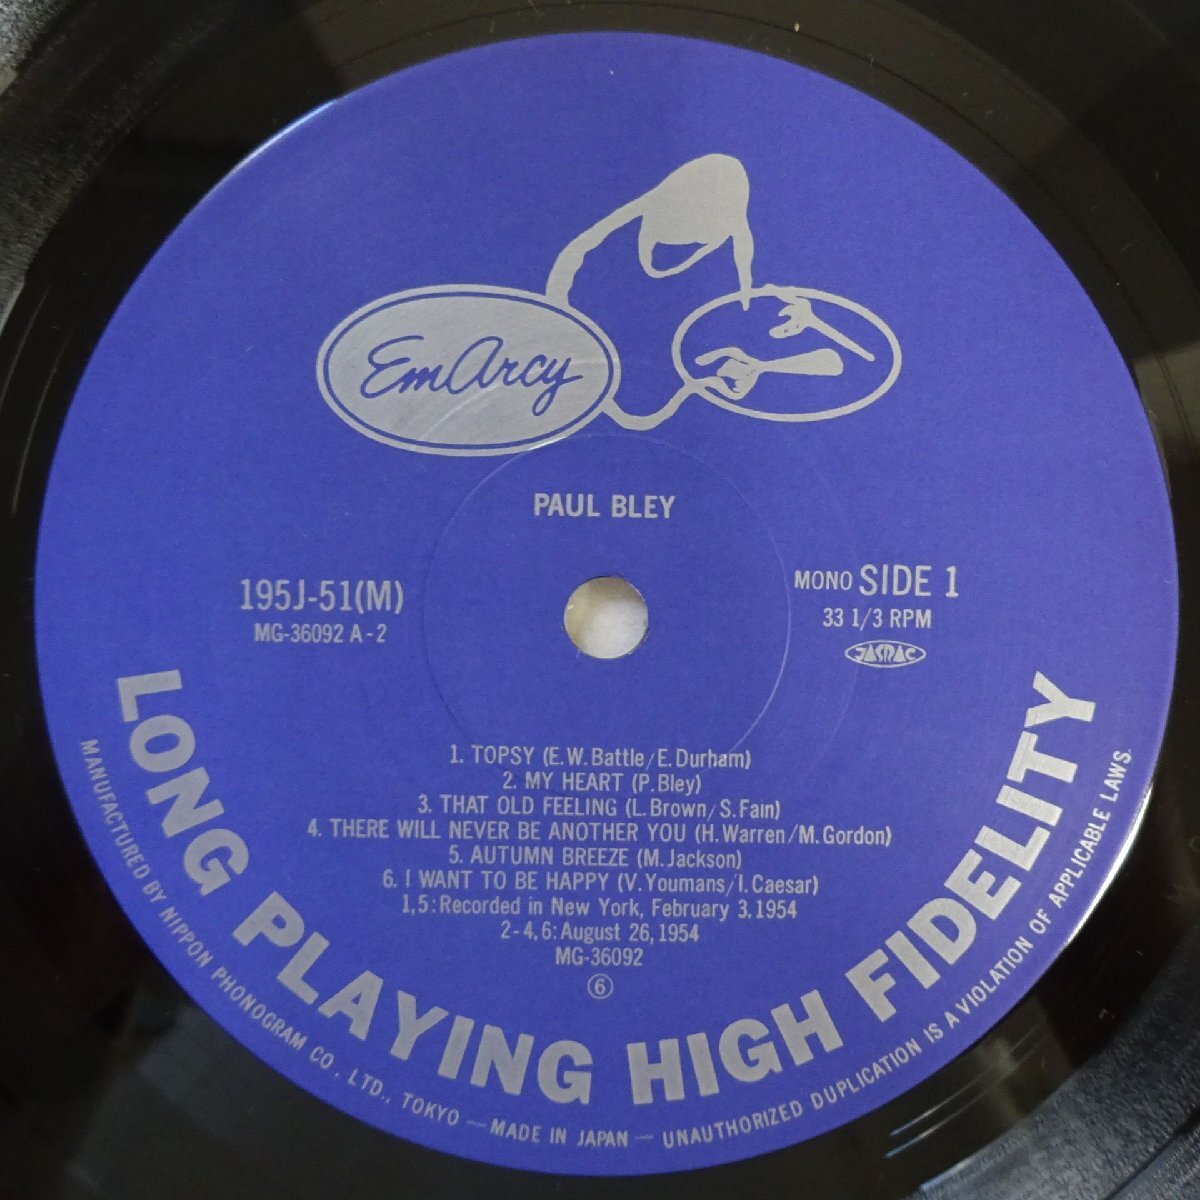 EmArcy
PAUL BLEY
195J-51(M)
MG-36092 A-2
MONO SIDE 1
33 1/3 RPM
JASRAC
1. TOPSY (E.W. Battle/E. Durham)
2. MY HEART (P. Bley)
3. THAT OLD FEELING (L. Brown/S. Fain)
4. THERE WILL NEVER BE ANOTHER YOU (H. Warren/M. Gordon)
5. AUTUMN BREEZE (M. Jackson)
6. I WANT TO BE HAPPY (V. Youmans/I. Caesar)
1,5: Recorded in New York, February 3. 1954
2-4, 6: August 26, 1954
MG-36092
⑥
LONG PLAYING HIGH FIDELITY
MANUFACTURED BY NIPPON PHONOGRAM CO., LTD., TOKYO — MADE IN JAPAN — UNAUTHORIZED DUPLICATION IS A VIOLATION OF APPLICABLE LAWS.